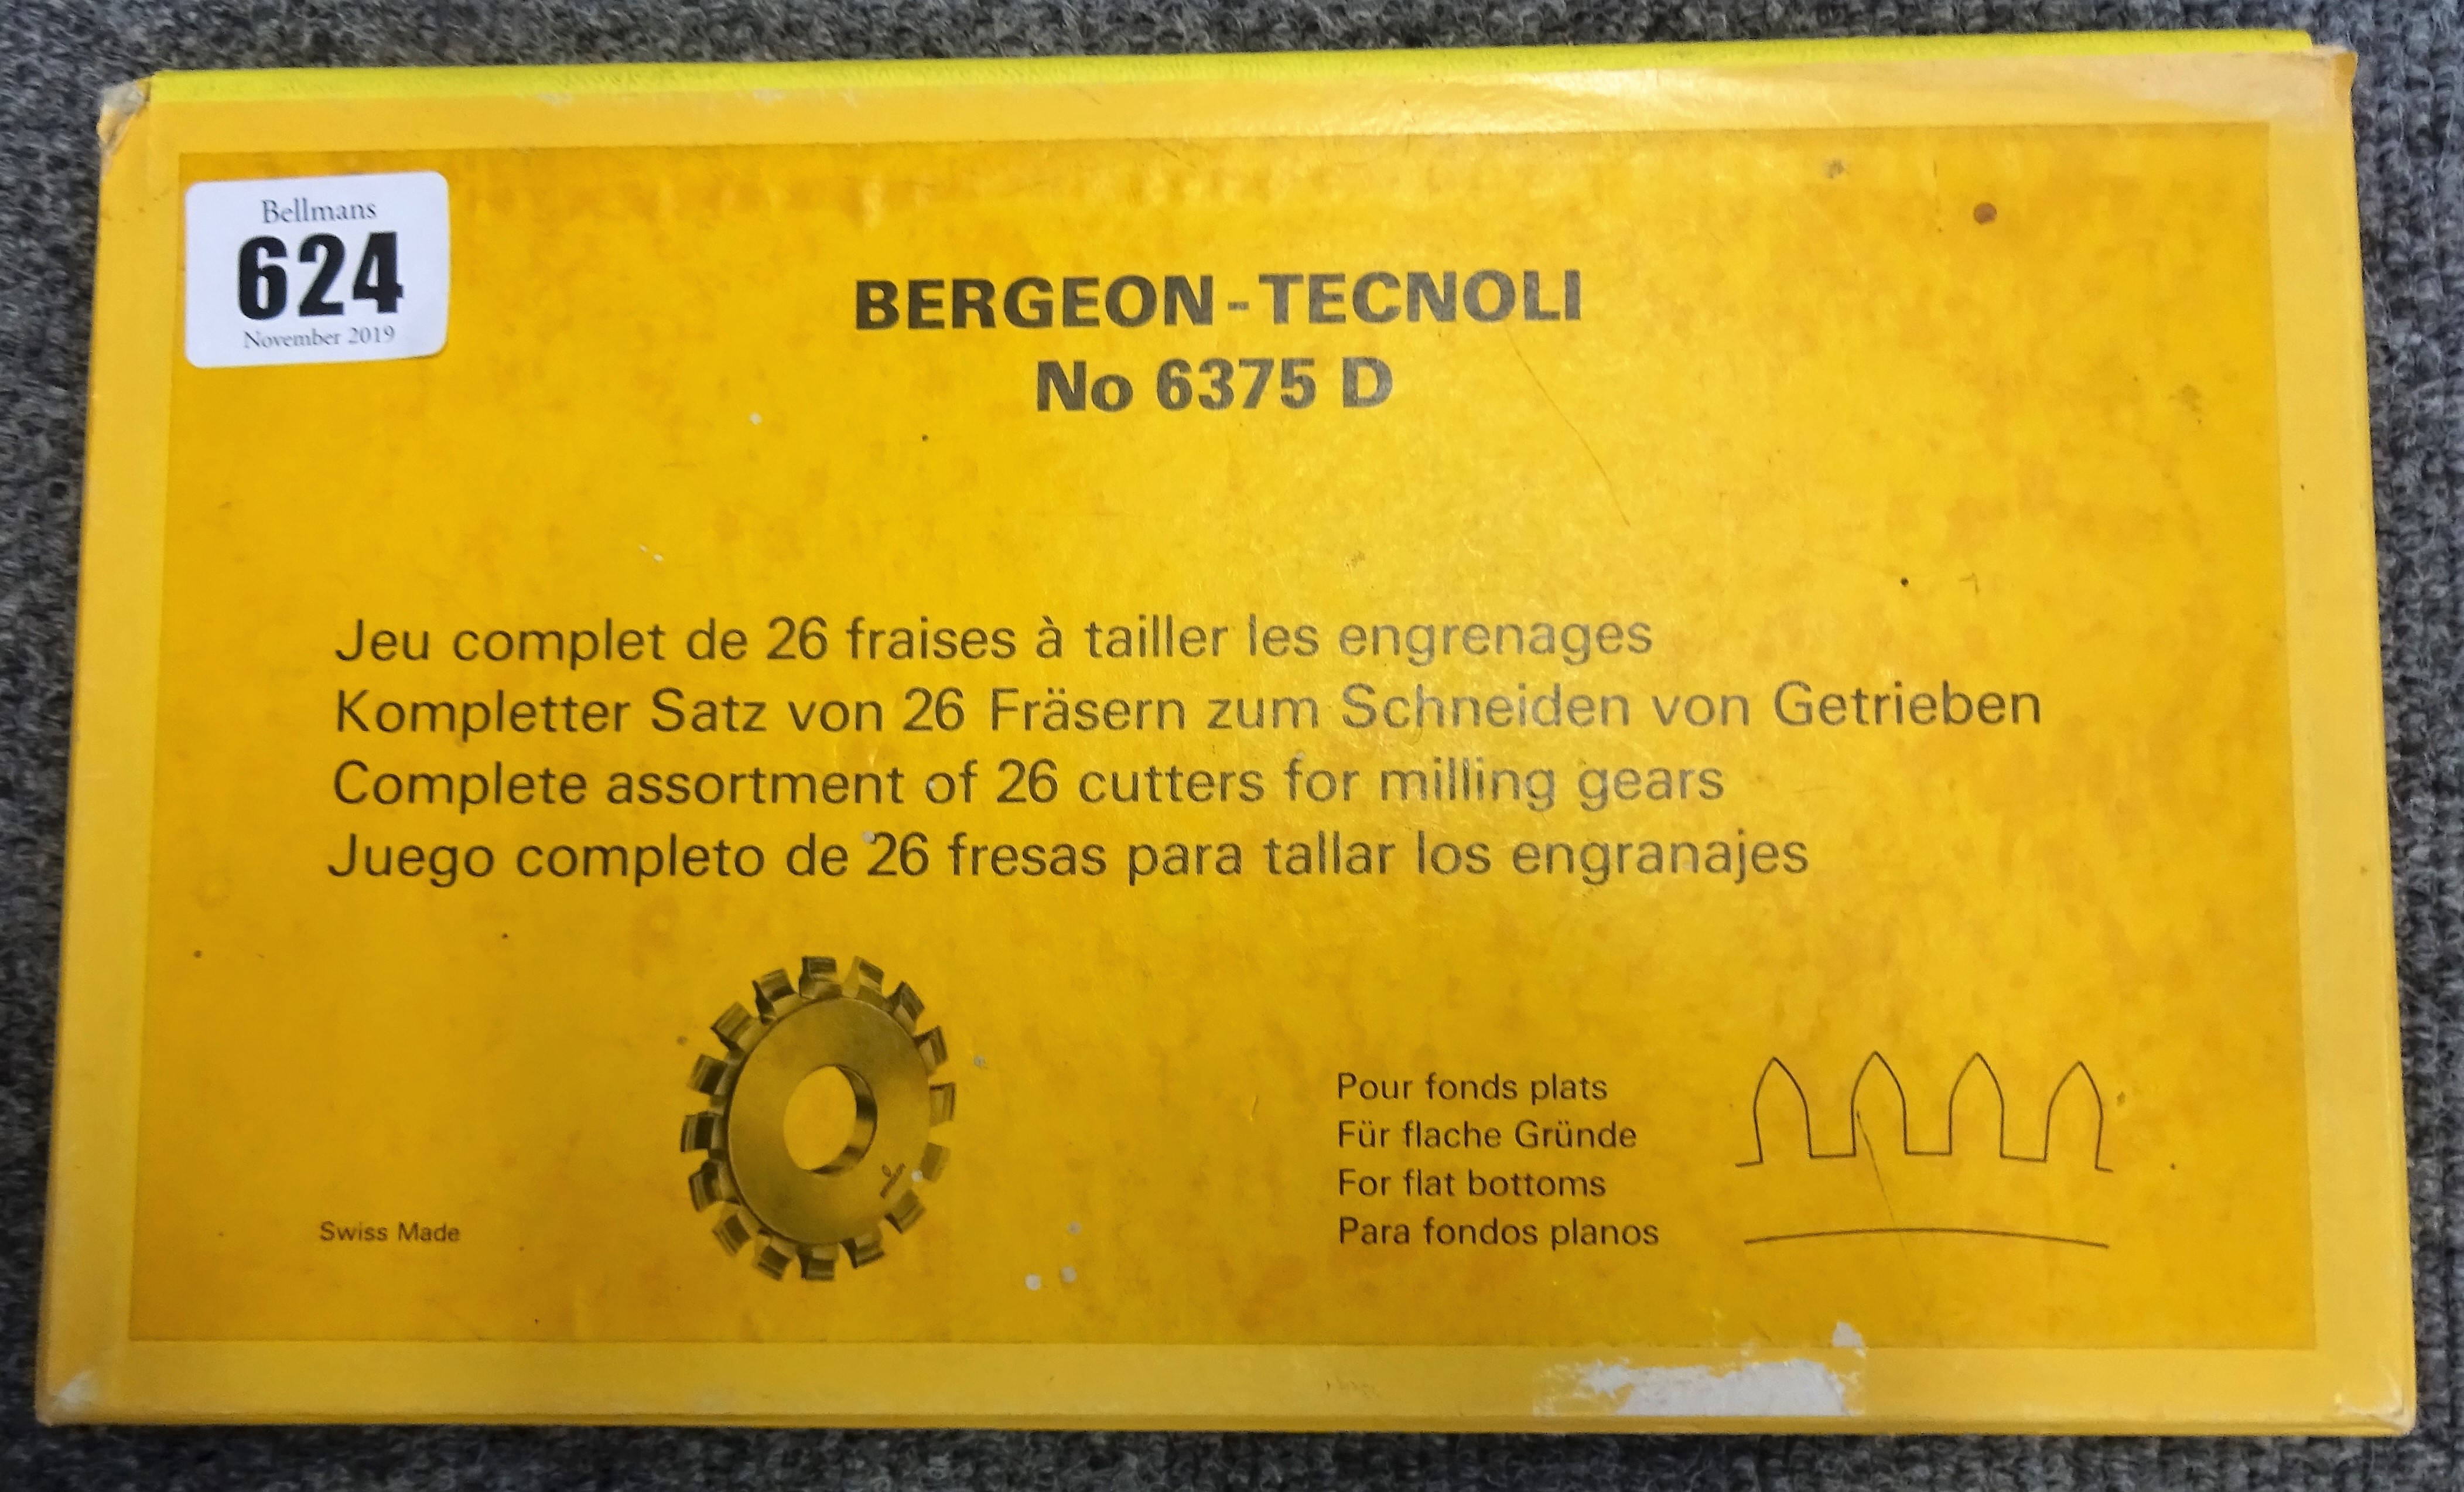 Bellmans
624
November 2019
BERGEON-TECNOLI
No 6375 D
Jeu complet de 26 fraises à tailler les engrenages
Kompletter Satz von 26 Fräsern zum Schneiden von Getrieben
Complete assortment of 26 cutters for milling gears
Juego completo de 26 fresas para tallar los engranajes
Pour fonds plats
Für flache Gründe
For flat bottoms
Para fondos planos
Swiss Made